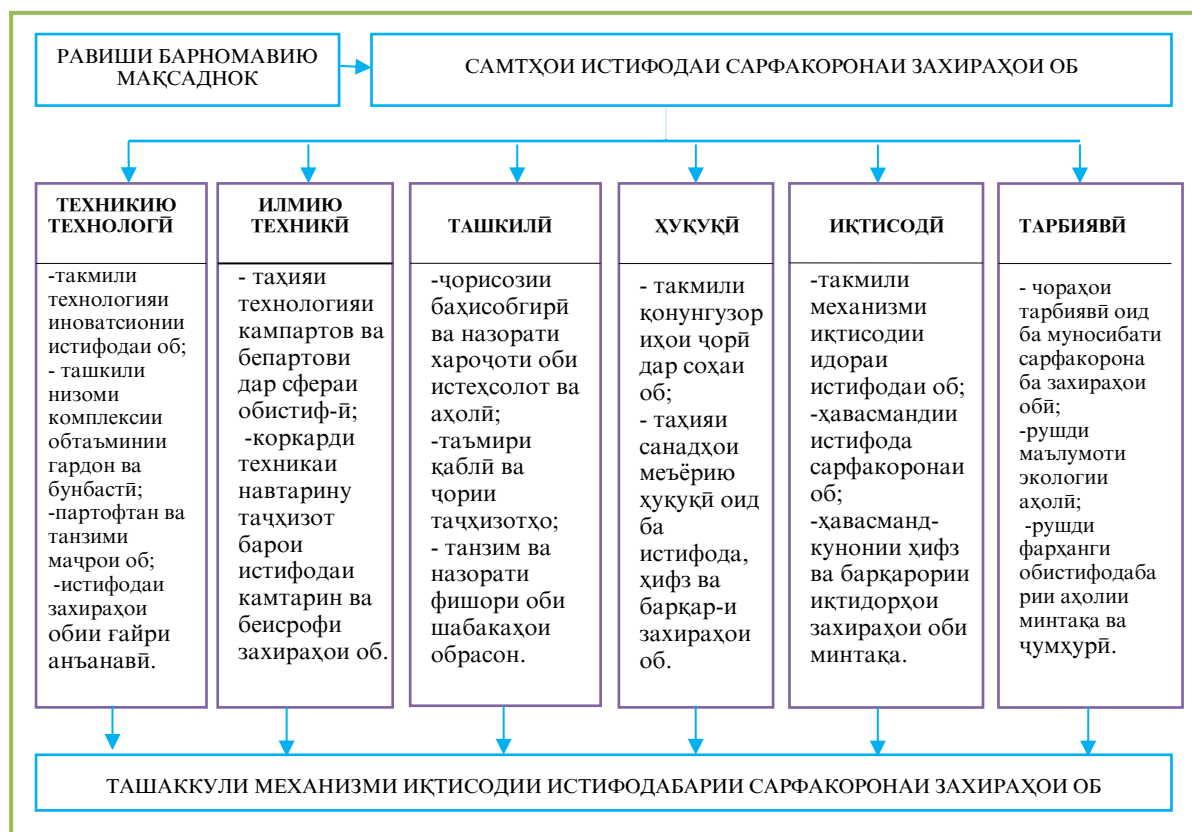 РАВИШИ БАРНОМАВИЮ
МАҚСАДНОК
САМТҲОИ ИСТИФОДАИ САРФАКОРОНАИ ЗАХИРАҲОИ ОБ
ТЕХНИКИЮ
ТЕХНОЛОГӢ
-такмили
технологияи
иноватсионии
истифодаи об;
- ташкили
низоми
комплексии
обтаъминии
гардон ва
бунбастӣ;
-партофтан ва
танзими
маҷрои об;
-истифодаи
захираҳои
обии ғайри
анъанавӣ.
ИЛМИЮ
ТЕХНИКӢ
- таҳияи
технологияи
кампартов ва
бепартови
дар сфераи
обистиф-ӣ;
-коркарди
техникаи
навтарину
таҷҳизот
барои
истифодаи
камтарин ва
беисрофи
захираҳои об.
ТАШКИЛӢ
-ҷорисозии
баҳисобгирӣ
ва назорати
хароҷоти оби
истеҳсолот ва
аҳолӣ;
-таъмири
қаблӣ ва
ҷории
таҷҳизотҳо;
- танзим ва
назорати
фишори оби
шабакаҳои
обрасон.
ҲУҚУҚӢ
- такмили
қонунгузор
иҳои ҷорӣ
дар соҳаи
об;
- таҳияи
санадҳои
меъёрию
ҳуқуқӣ оид
ба
истифода,
ҳифз ва
барқар-и
захираҳои
об.
ИҚТИСОДӢ
-такмили
механизми
иқтисодии
идораи
истифодаи об;
-ҳавасмандии
истифода
сарфакоронаи
об;
-ҳавасманд-
кунонии ҳифз
ва барқарории
иқтидорҳои
захираҳои оби
минтақа.
ТАРБИЯВӢ
- чораҳои
тарбиявӣ оид
ба муносибати
сарфакорона
ба захираҳои
обӣ;
-рушди
маълумоти
экологии
аҳолӣ;
-рушди
фарҳанги
обистифодаба
рии аҳолии
минтақа ва
ҷумҳурӣ.
ТАШАККУЛИ МЕХАНИЗМИ ИҚТИСОДИИ ИСТИФОДАБАРИИ САРФАКОРОНАИ ЗАХИРАҲОИ ОБ